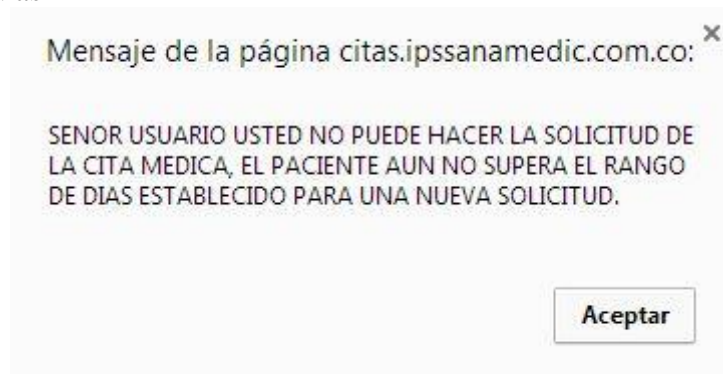 Mensaje de la página citas.ipssanamedic.com.co:
SENOR USUARIO USTED NO PUEDE HACER LA SOLICITUD DE
LA CITA MEDICA, EL PACIENTE AUN NO SUPERA EL RANGO
DE DIAS ESTABLECIDO PARA UNA NUEVA SOLICITUD.
Aceptar